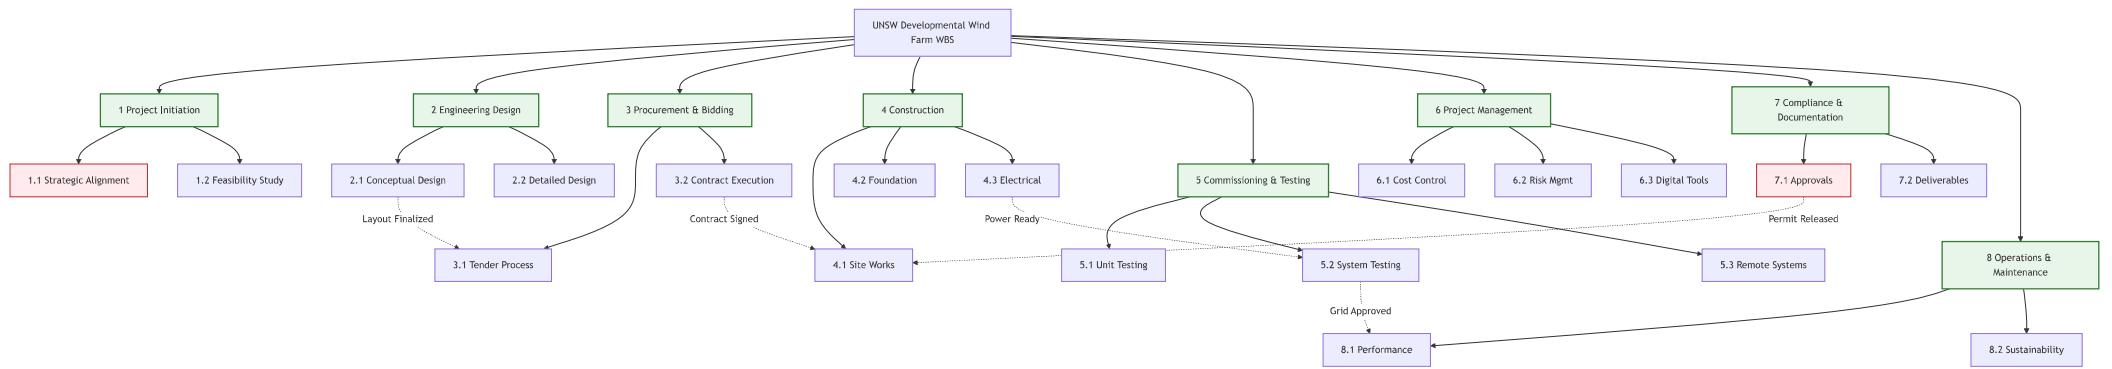 UNSW Developmental Wind
Farm WBS
1 Project Initiation
2 Engineering Design
3 Procurement & Bidding
4 Construction
6 Project Management
7 Compliance &
Documentation
1.1 Strategic Alignment
1.2 Feasibility Study
2.1 Conceptual Design
2.2 Detailed Design
3.2 Contract Execution
4.2 Foundation
4.3 Electrical
5 Commissioning & Testing
6.1 Cost Control
6.2 Risk Mgmt
6.3 Digital Tools
7.1 Approvals
7.2 Deliverables
Layout Finalized
Contract Signed
Power Ready
Permit Released
3.1 Tender Process
4.1 Site Works
5.1 Unit Testing
5.2 System Testing
5.3 Remote Systems
8 Operations &
Maintenance
Grid Approved
8.1 Performance
8.2 Sustainability